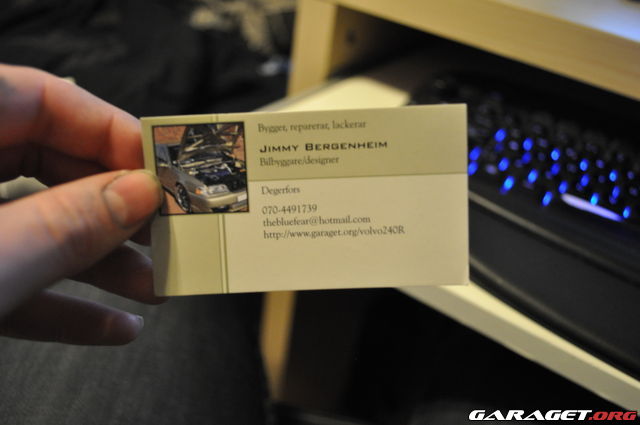 Bygger, reparerar, lackerar
JIMMY BERGENHEIM
Bilbyggare/designer
Degerfors
070-4491739
thebluefear@hotmail.com
http://www.garaget.org/volvo240R
GARAGET.ORG